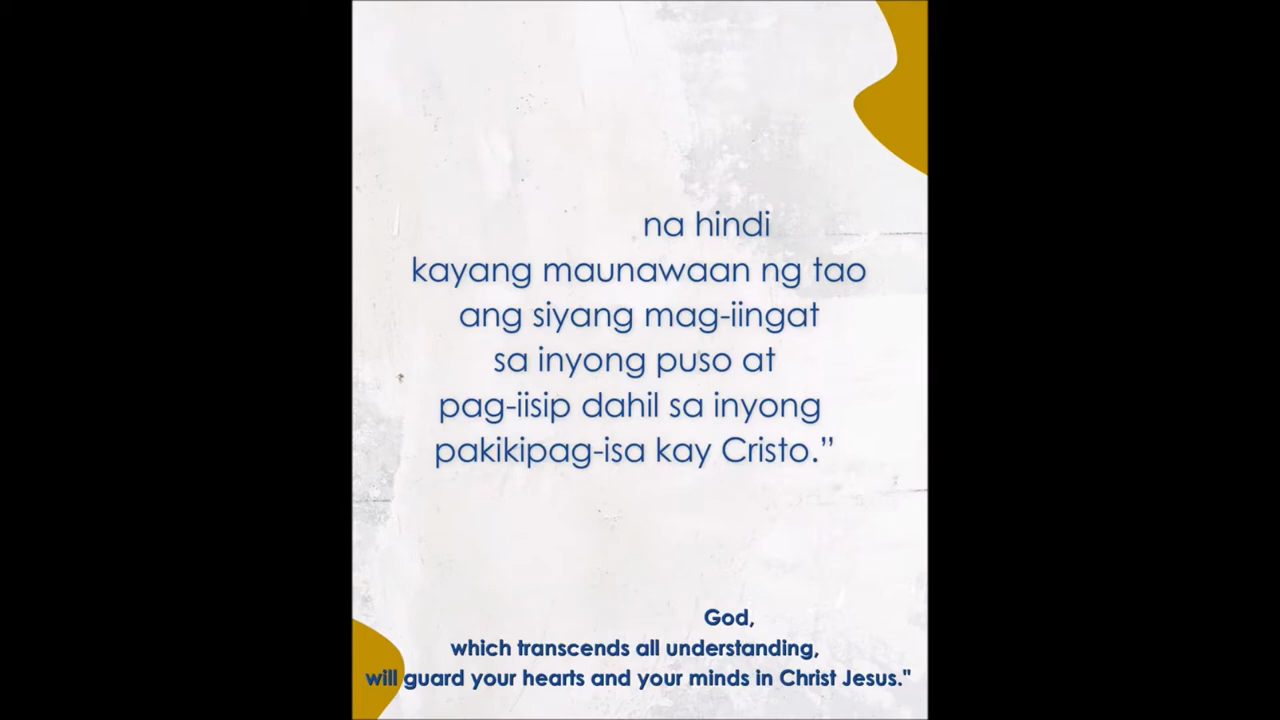 na hindi
kayang maunawaan ng tao
ang siyang mag-iingat
sa inyong puso at
pag-iisip dahil sa inyong
pakikipag-isa kay Cristo.”
God,
which transcends all understanding,
will guard your hearts and your minds in Christ Jesus."